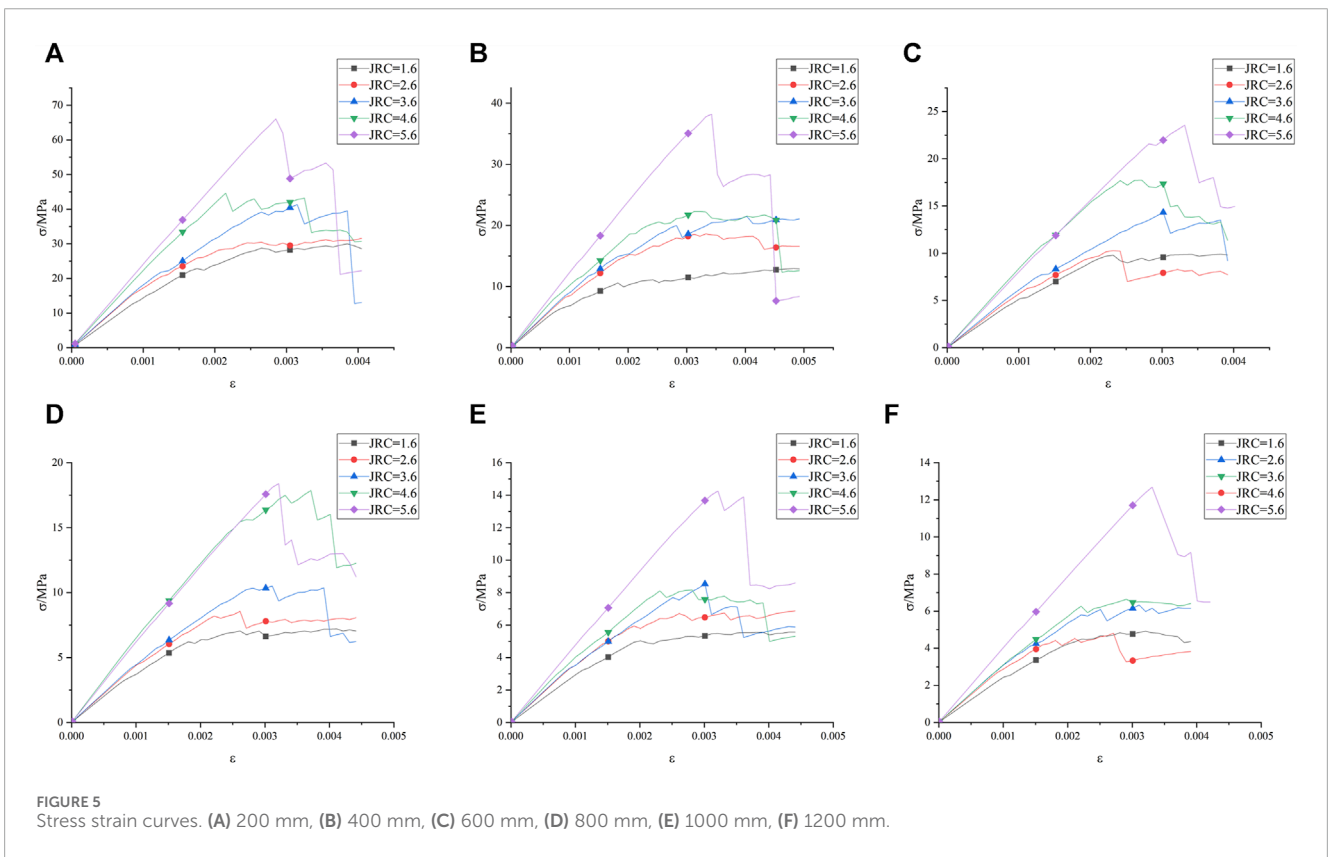 A
JRC=1.6
JRC=2.6
JRC=3.6
JRC=4.6
JRC=5.6
σ/MPa
75
70
65
60
55
50
45
40
35
30
25
20
15
10
5
0
0.000 0.001 0.002 0.003 0.004
ε
B
JRC=1.6
JRC=2.6
JRC=3.6
JRC=4.6
JRC=5.6
σ/MPa
40
30
20
10
0
0.000 0.001 0.002 0.003 0.004 0.005
ε
C
JRC=1.6
JRC=2.6
JRC=3.6
JRC=4.6
JRC=5.6
σ/MPa
25
20
15
10
5
0
0.000 0.001 0.002 0.003 0.004
ε
D
JRC=1.6
JRC=2.6
JRC=3.6
JRC=4.6
JRC=5.6
σ/MPa
20
15
10
5
0
0.000 0.001 0.002 0.003 0.004 0.005
ε
E
JRC=1.6
JRC=2.6
JRC=3.6
JRC=4.6
JRC=5.6
σ/MPa
16
14
12
10
8
6
4
2
0
0.000 0.001 0.002 0.003 0.004 0.005
ε
F
JRC=1.6
JRC=2.6
JRC=3.6
JRC=4.6
JRC=5.6
σ/MPa
14
12
10
8
6
4
2
0
0.000 0.001 0.002 0.003 0.004 0.005
ε
FIGURE 5
Stress strain curves. (A) 200 mm, (B) 400 mm, (C) 600 mm, (D) 800 mm, (E) 1000 mm, (F) 1200 mm.